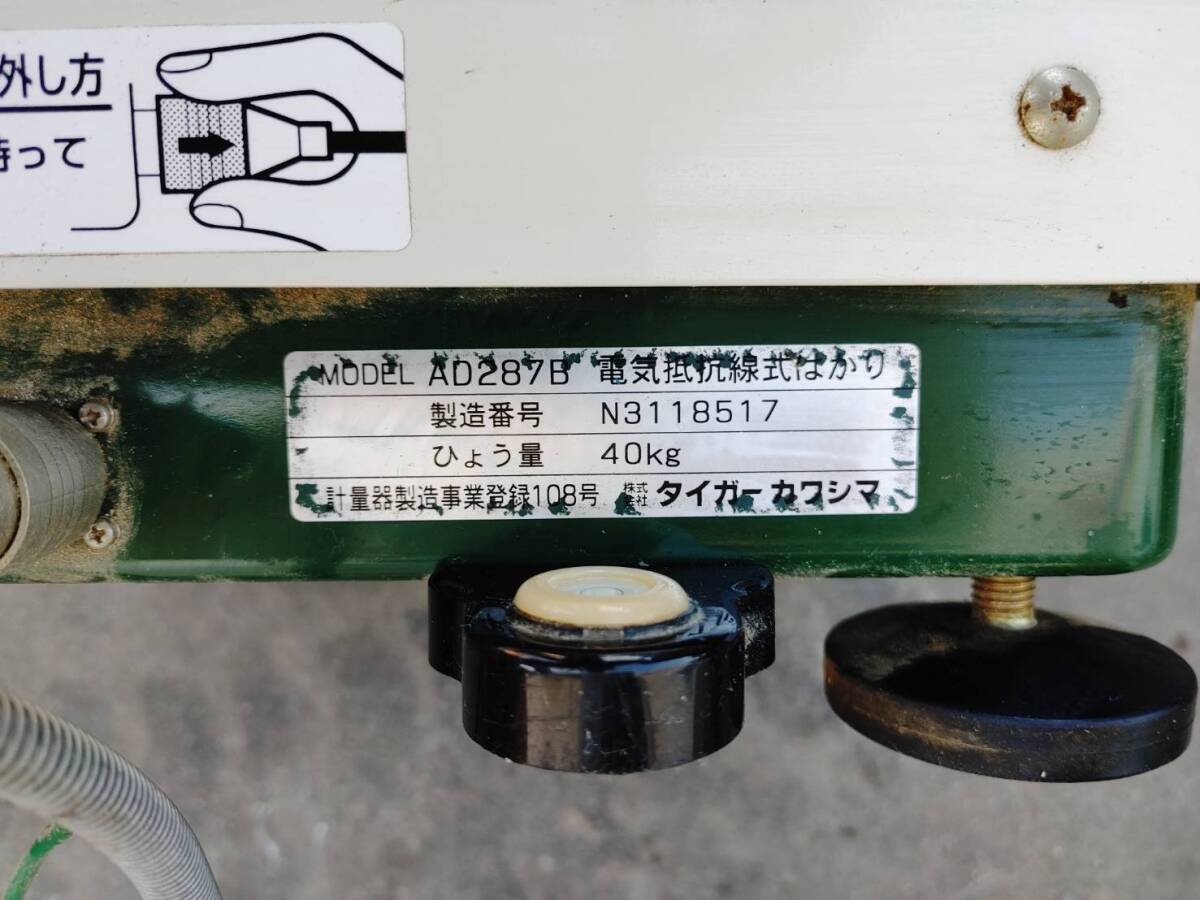 外し方
持って
MODEL AD287B 電気抵抗線式はかり
製造番号 N3118517
ひょう量 40kg
計量器製造事業登録108号 株式会社 タイガーカワシマ